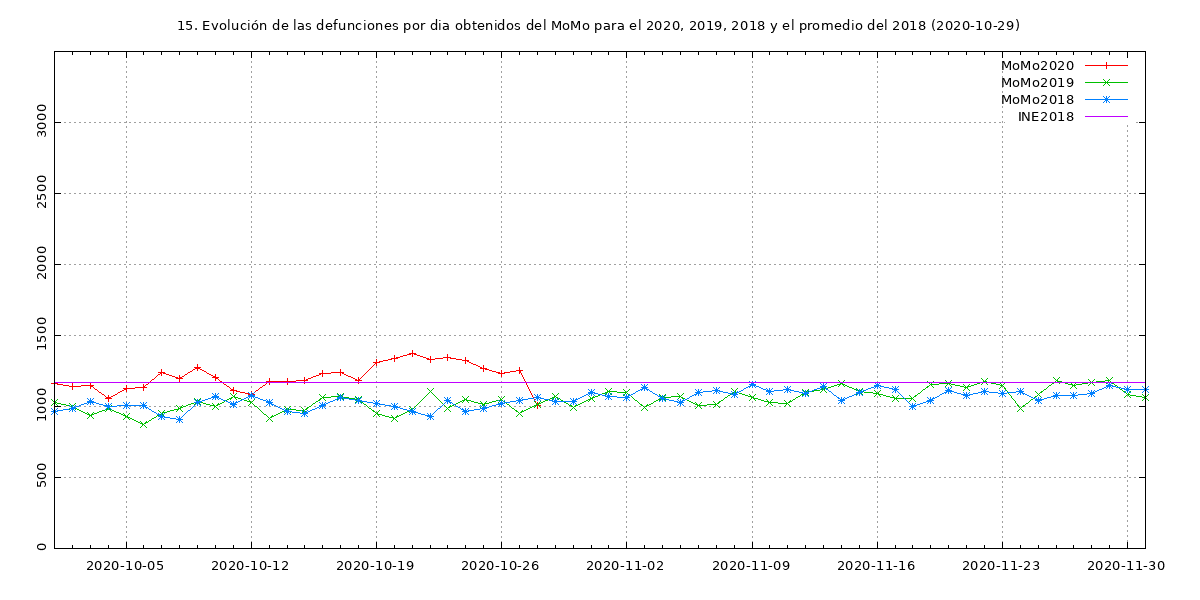 15. Evolución de las defunciones por dia obtenidos del MoMo para el 2020, 2019, 2018 y el promedio del 2018 (2020-10-29)
MoMo2020
MoMo2019
MoMo2018
INE2018
3000
2500
2000
1500
1000
500
0
2020-10-05 2020-10-12 2020-10-19 2020-10-26 2020-11-02 2020-11-09 2020-11-16 2020-11-23 2020-11-30